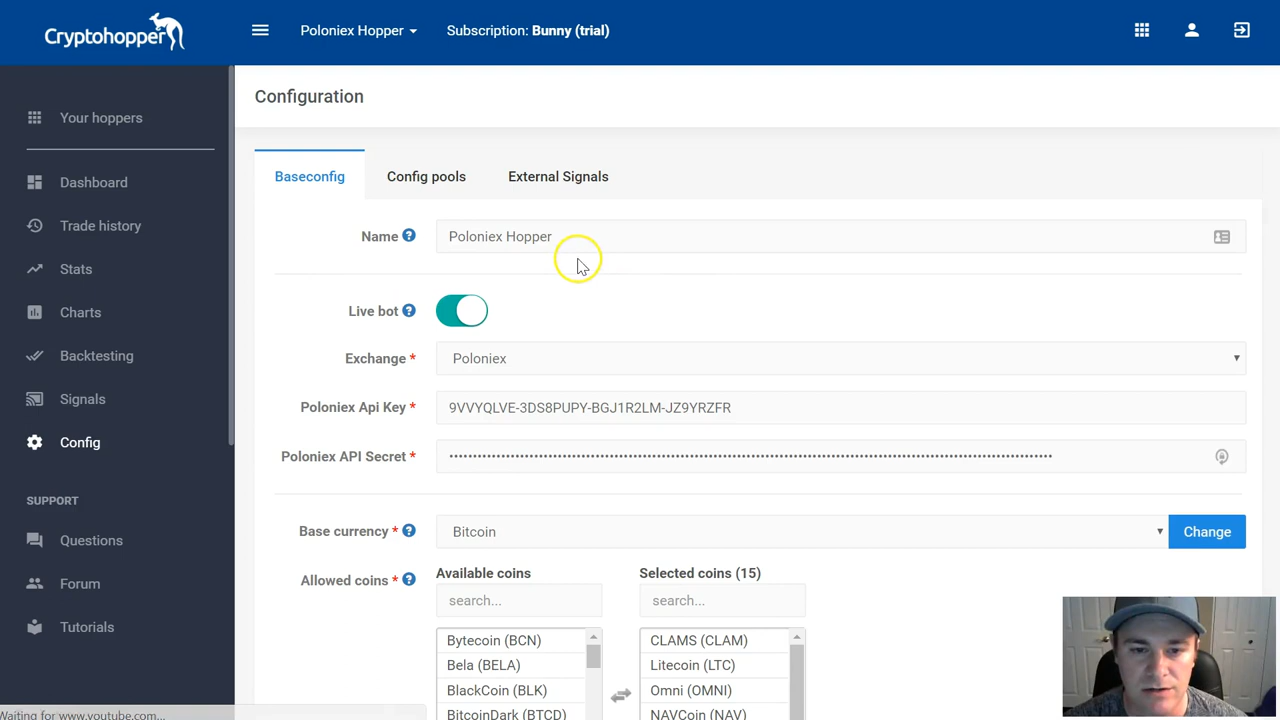 Cryptohopper
Poloniex Hopper
Subscription: Bunny (trial)
Your hoppers
Dashboard
Trade history
Stats
Charts
Backtesting
Signals
Config
SUPPORT
Questions
Forum
Tutorials
Configuration
Baseconfig
Config pools
External Signals
Name ?
Poloniex Hopper
Live bot ?
Exchange *
Poloniex
Poloniex Api Key *
9VVYQLVE-3DS8PUPY-BGJ1R2LM-JZ9YRZFR
Poloniex API Secret *
Base currency * ?
Bitcoin
Change
Allowed coins * ?
Available coins
search...
Bytecoin (BCN)
Bela (BELA)
BlackCoin (BLK)
BitcoinDark (BTCD)
Selected coins (15)
search...
CLAMS (CLAM)
Litecoin (LTC)
Omni (OMNI)
NAVCoin (NAV)
Waiting for www.youtube.com...